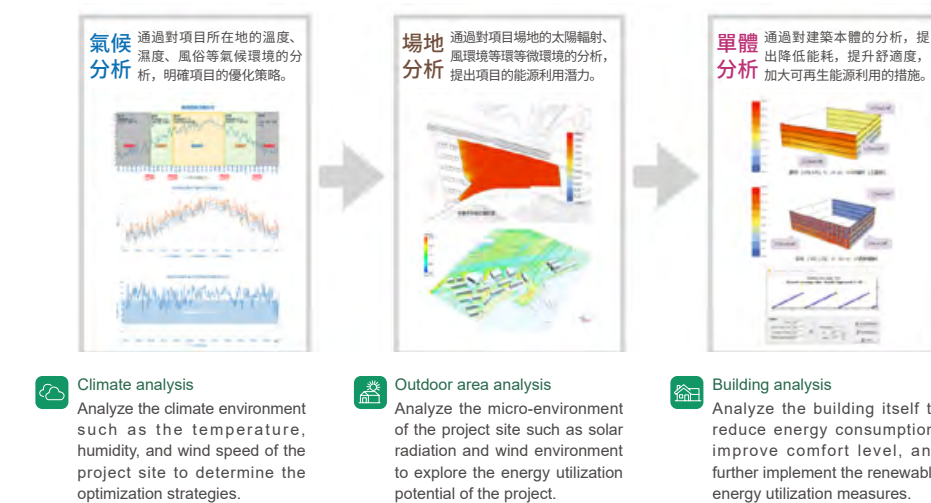 氣候
分析
通過對項目所在地的溫度、
濕度、風俗等氣候環境的分
析，明確項目的優化策略。
場地
分析
通過對項目場地的太陽輻射、
風環境等環等微環境的分析，
提出項目的能源利用潛力。
單體
分析
通過對建築本體的分析，提
出降低能耗，提升舒適度，
加大可再生能源利用的措施。
Climate analysis
Analyze the climate environment
such as the temperature,
humidity, and wind speed of the
project site to determine the
optimization strategies.
Outdoor area analysis
Analyze the micro-environment
of the project site such as solar
radiation and wind environment
to explore the energy utilization
potential of the project.
Building analysis
Analyze the building itself t
reduce energy consumption
improve comfort level, an
further implement the renewabl
energy utilization measures.